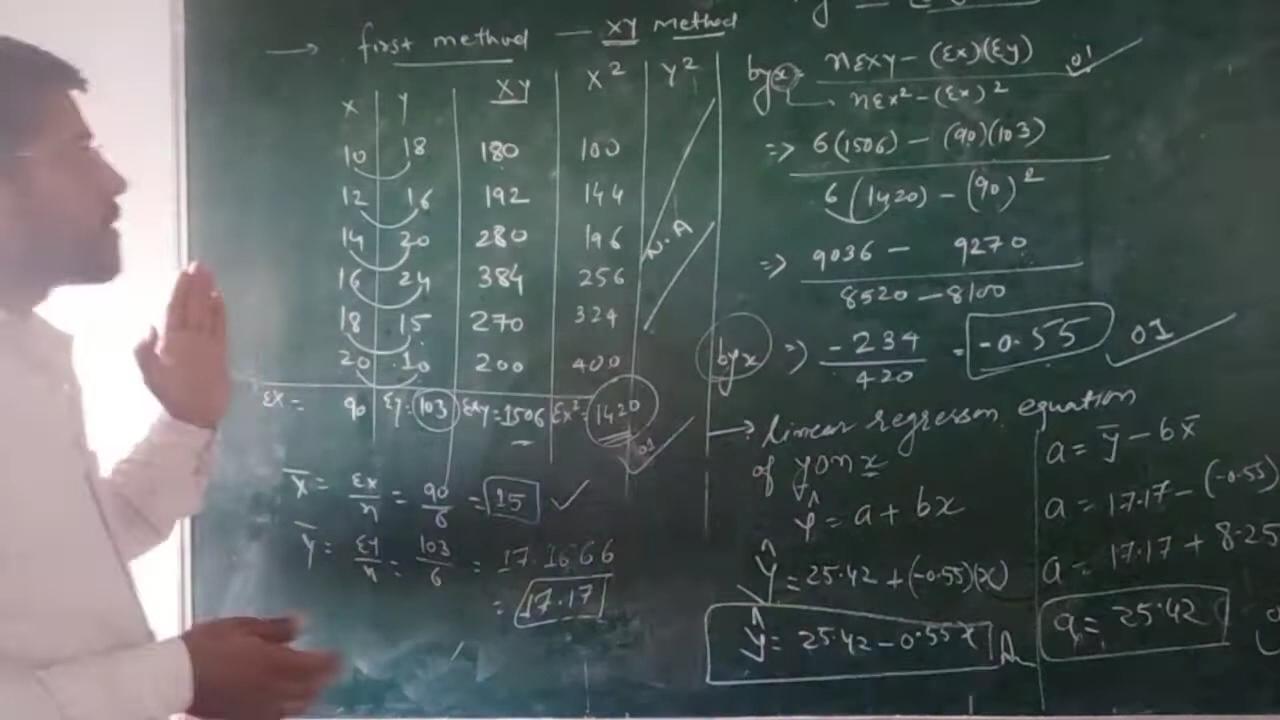 → first method — XY method
X Y XY X² Y²
10 18 180 100
12 16 192 144
14 20 280 196 N.A
16 24 384 256
18 15 270 324
20 10 200 400
Σx = 90 Σy = 103 Σxy = 1506 Σx² = 1420
X̄ = Σx/n = 90/6 = 15 ✓
Ȳ = Σy/n = 103/6 = 17.1666
= 17.17
byx = nΣxy - (Σx)(Σy) / nΣx² - (Σx)² 01
=> 6(1506) - (90)(103) / 6(1420) - (90)²
=> 9036 - 9270 / 8520 - 8100
byx => -234 / 420 = -0.55 01
→ linear regresson equation
of y on x
ŷ = a + bx
ŷ = 25.42 + (-0.55)(x)
ŷ = 25.42 - 0.55x
a = ȳ - bx̄
a = 17.17 - (-0.55)
a = 17.17 + 8.25
a = 25.42